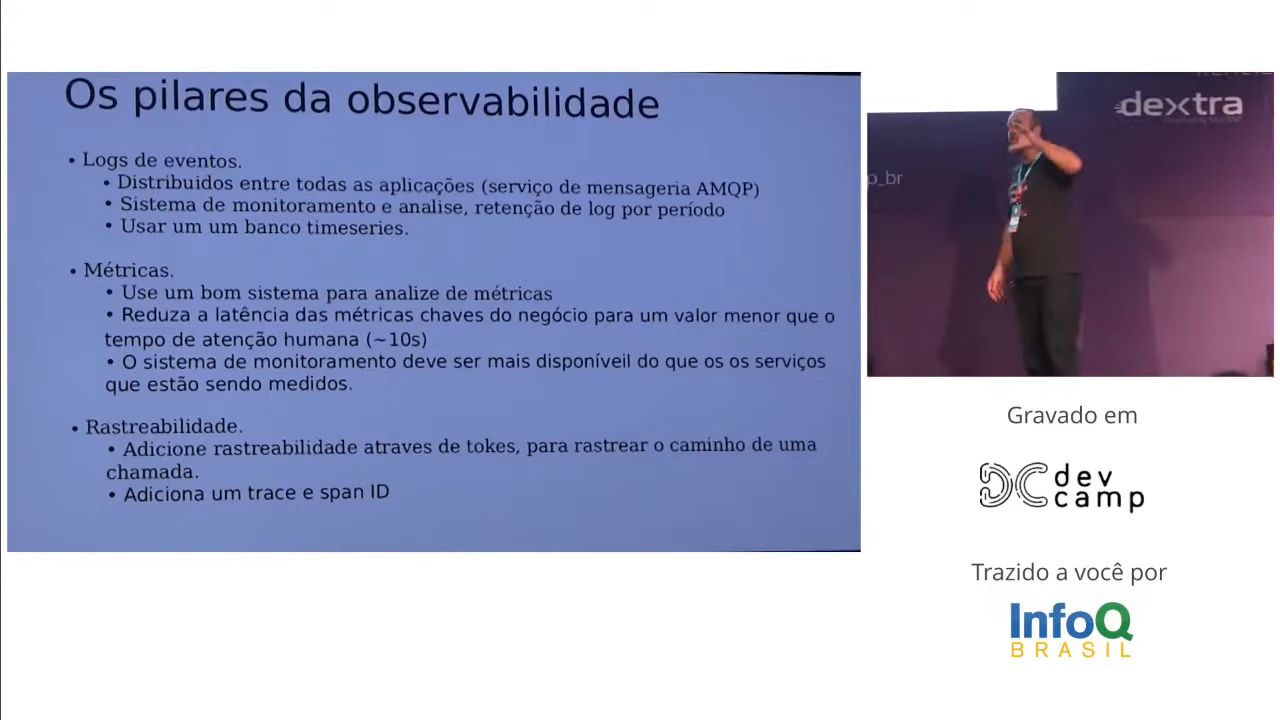 Os pilares da observabilidade
• Logs de eventos.
• Distribuidos entre todas as aplicações (serviço de mensageria AMQP)
• Sistema de monitoramento e analise, retenção de log por período
• Usar um um banco timeseries.
• Métricas.
• Use um bom sistema para analize de métricas
• Reduza a latência das métricas chaves do negócio para um valor menor que o
tempo de atenção humana (~10s)
• O sistema de monitoramento deve ser mais disponíveil do que os os serviços
que estão sendo medidos.
• Rastreabilidade.
• Adicione rastreabilidade atraves de tokes, para rastrear o caminho de uma
chamada.
• Adiciona um trace e span ID
dextra
p_br
Gravado em
dev
camp
Trazido a você por
InfoQ
BRASIL